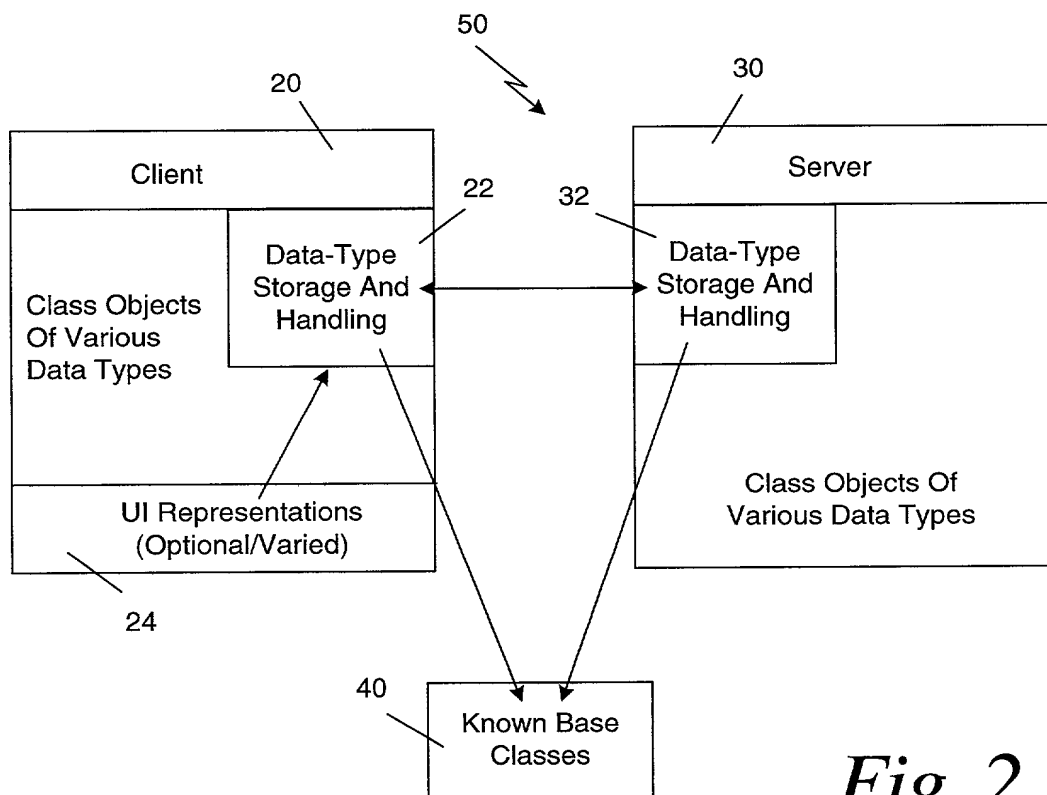 50
20
30
Client
Server
22
32
Data-Type
Storage And
Handling
Data-Type
Storage And
Handling
Class Objects
Of Various
Data Types
UI Representations
(Optional/Varied)
Class Objects Of
Various Data Types
24
40
Known Base
Classes
Fig. 2